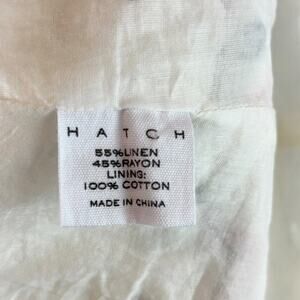 HATCH
55%LINEN
45%RAYON
LINING:
100% COTTON
MADE IN CHINA